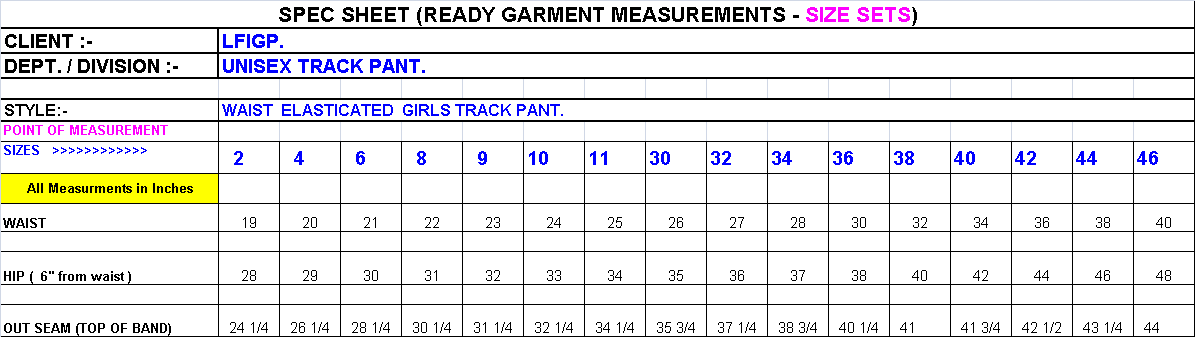 SPEC SHEET (READY GARMENT MEASUREMENTS - SIZE SETS)
CLIENT :- LFIGP.
DEPT. / DIVISION :- UNISEX TRACK PANT.
STYLE:- WAIST ELASTICATED GIRLS TRACK PANT.
POINT OF MEASUREMENT
SIZES >>>>>>>>>>>> 2 4 6 8 9 10 11 30 32 34 36 38 40 42 44 46
All Measurments in Inches
WAIST 19 20 21 22 23 24 25 26 27 28 30 32 34 36 38 40
HIP ( 6" from waist ) 28 29 30 31 32 33 34 35 36 37 38 40 42 44 46 48
OUT SEAM (TOP OF BAND) 24 1/4 26 1/4 28 1/4 30 1/4 31 1/4 32 1/4 34 1/4 35 3/4 37 1/4 38 3/4 40 1/4 41 41 3/4 42 1/2 43 1/4 44